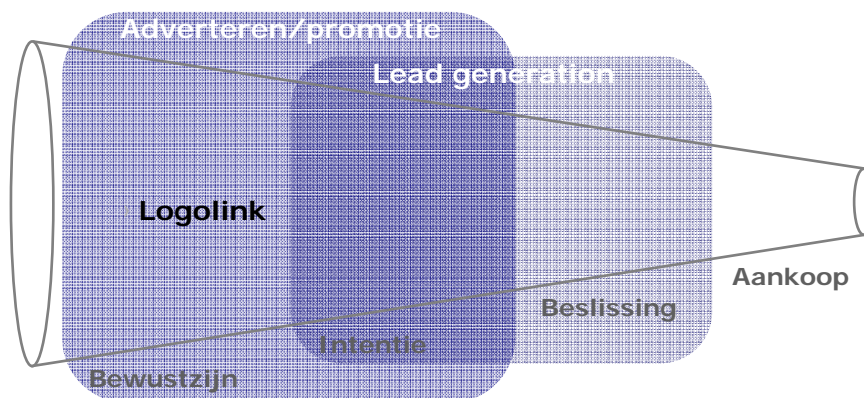 Adverteren/promotie
Lead generation
Logolink
Aankoop
Beslissing
Intentie
Bewustzijn